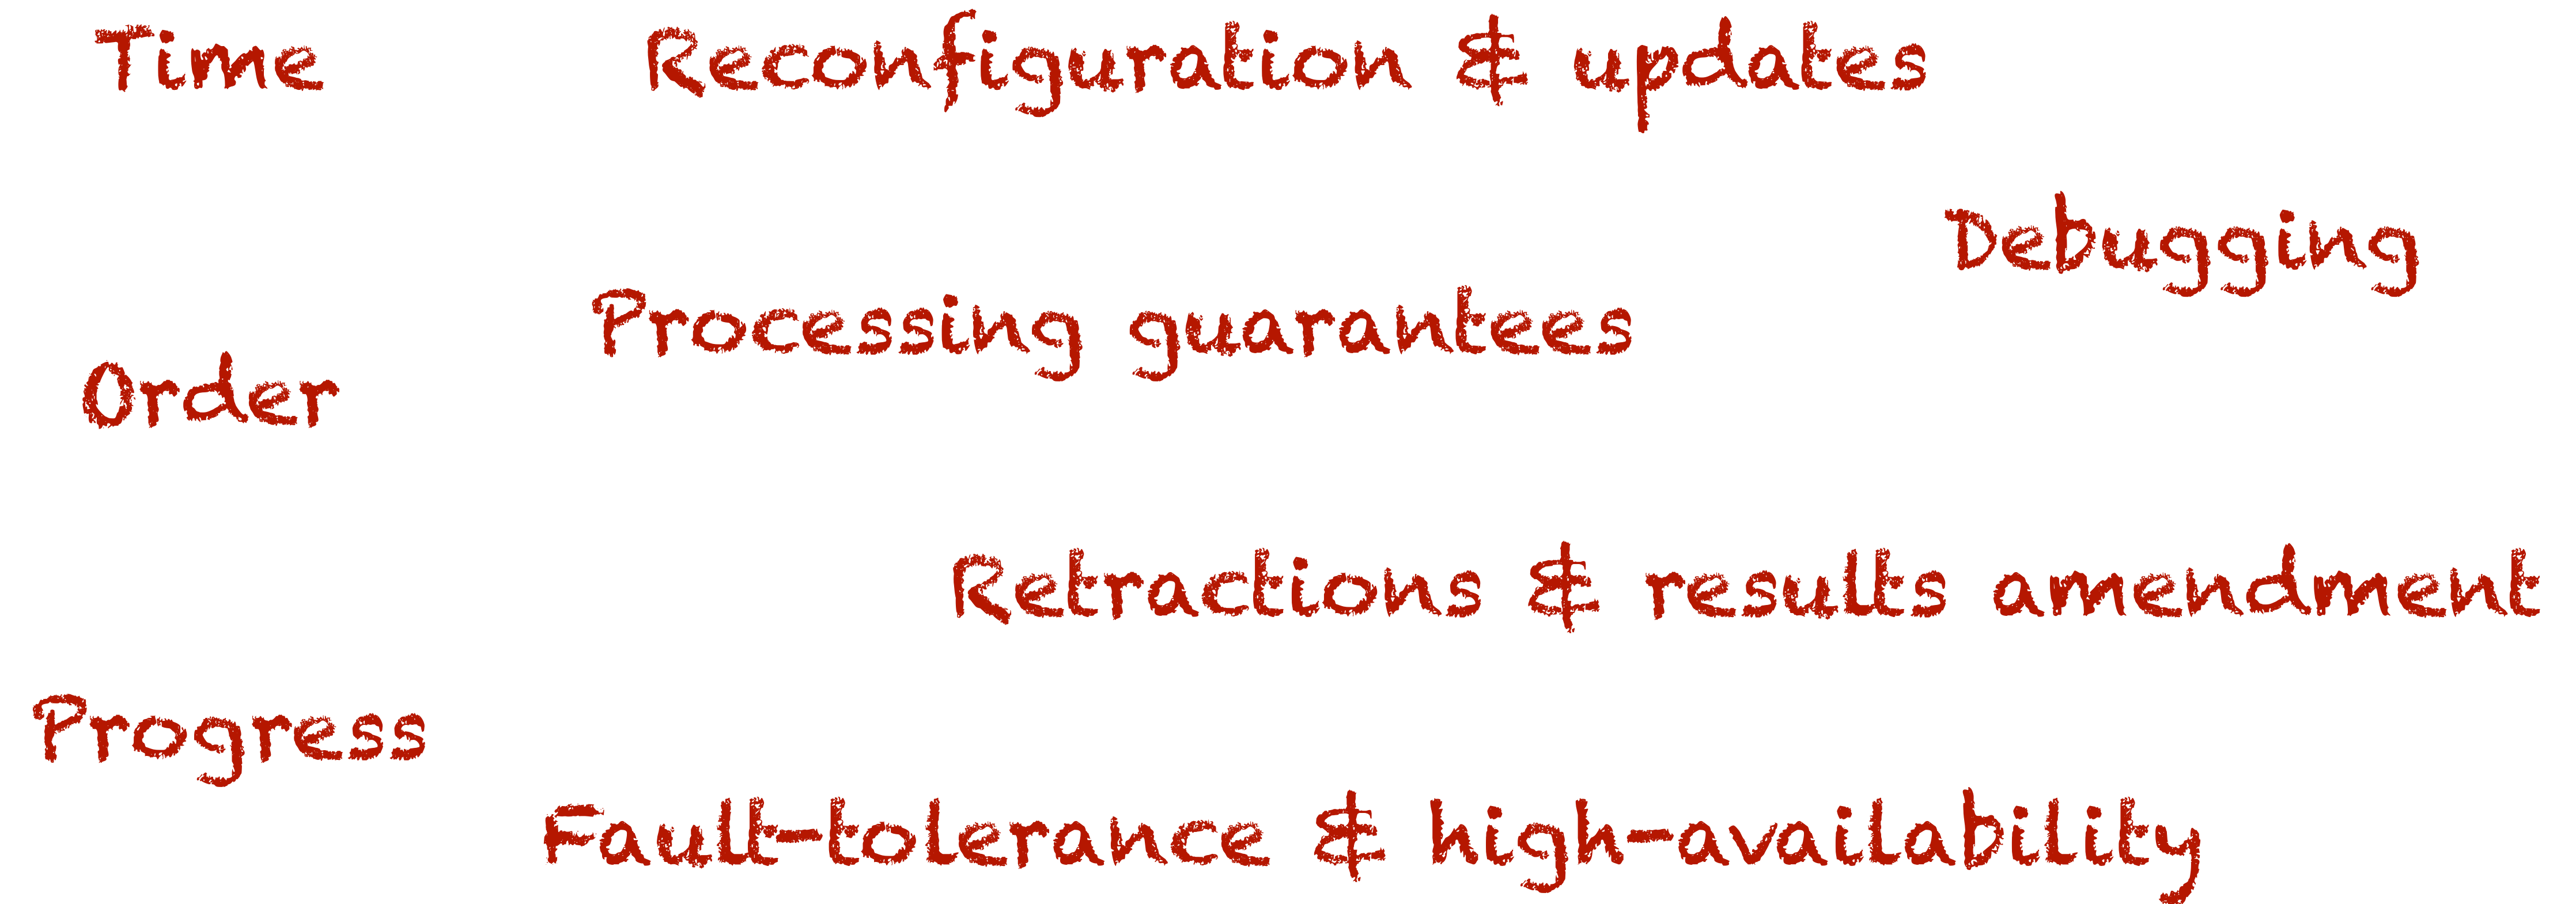 Time
Reconfiguration & updates
Debugging
Processing guarantees
Order
Retractions & results amendment
Progress
Fault-tolerance & high-availability